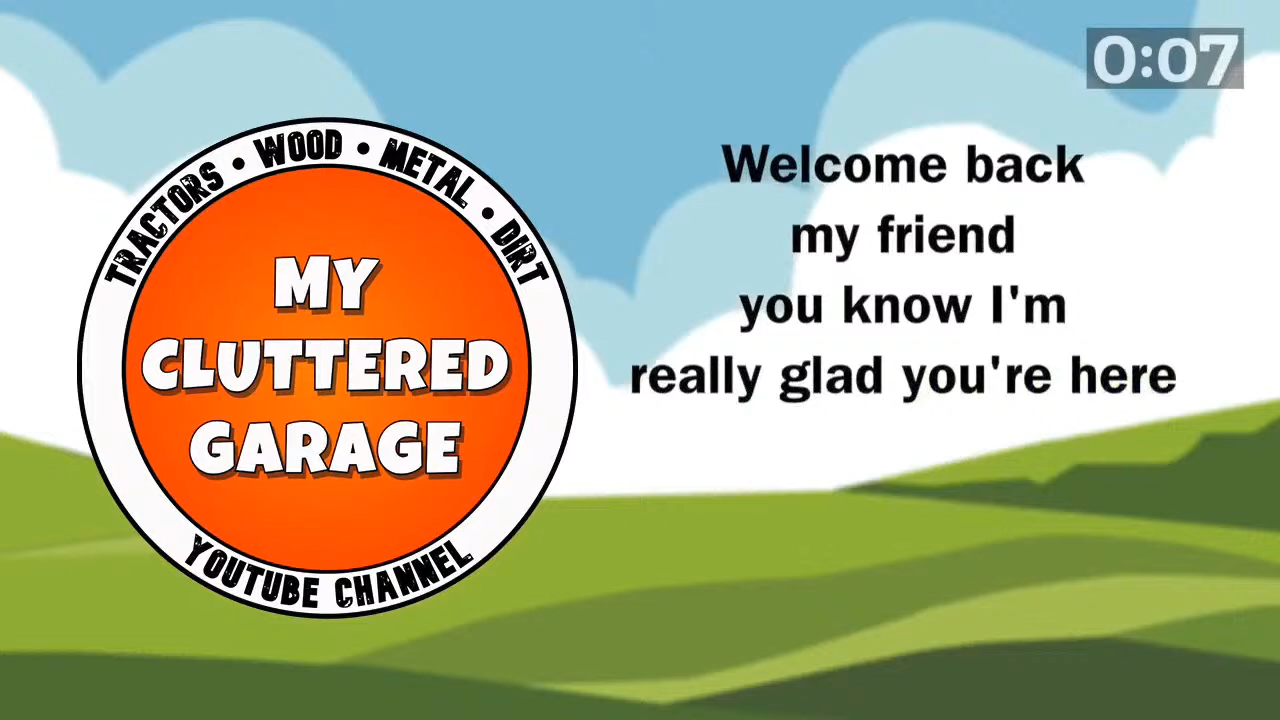 0:07
TRACTORS • WOOD • METAL • DIRT
MY
CLUTTERED
GARAGE
YOUTUBE CHANNEL
Welcome back
my friend
you know I'm
really glad you're here